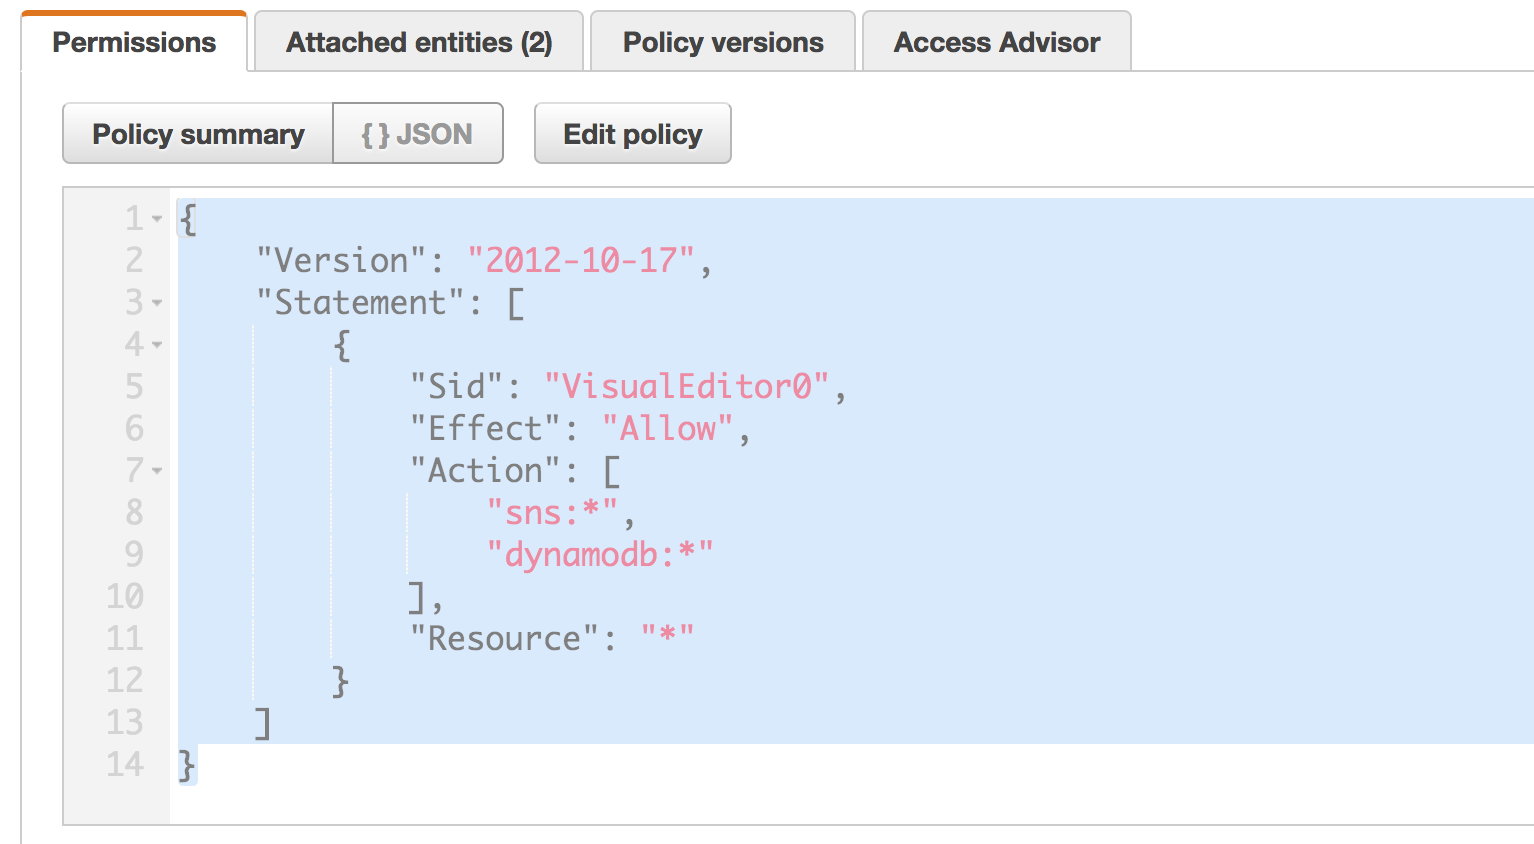 Permissions Attached entities (2) Policy versions Access Advisor
Policy summary { } JSON Edit policy
1 {
2 "Version": "2012-10-17",
3 "Statement": [
4 {
5 "Sid": "VisualEditor0",
6 "Effect": "Allow",
7 "Action": [
8 "sns:*",
9 "dynamodb:*"
10 ],
11 "Resource": "*"
12 }
13 ]
14 }